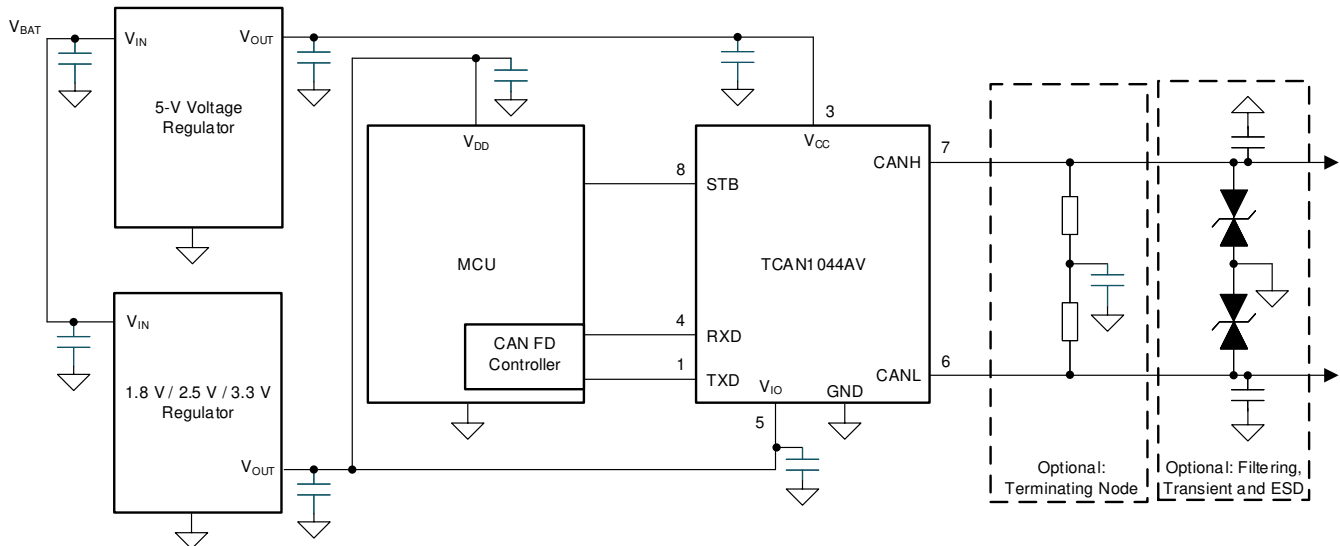 VBAT
VIN
VOUT
5-V Voltage
Regulator
VDD
MCU
CAN FD
Controller
VIN
1.8 V / 2.5 V / 3.3 V
Regulator
VOUT
3
VCC
8
STB
TCAN1044AV
4
RXD
1
TXD
VIO
5
GND
CANH
7
CANL
6
Optional:
Terminating Node
Optional: Filtering,
Transient and ESD